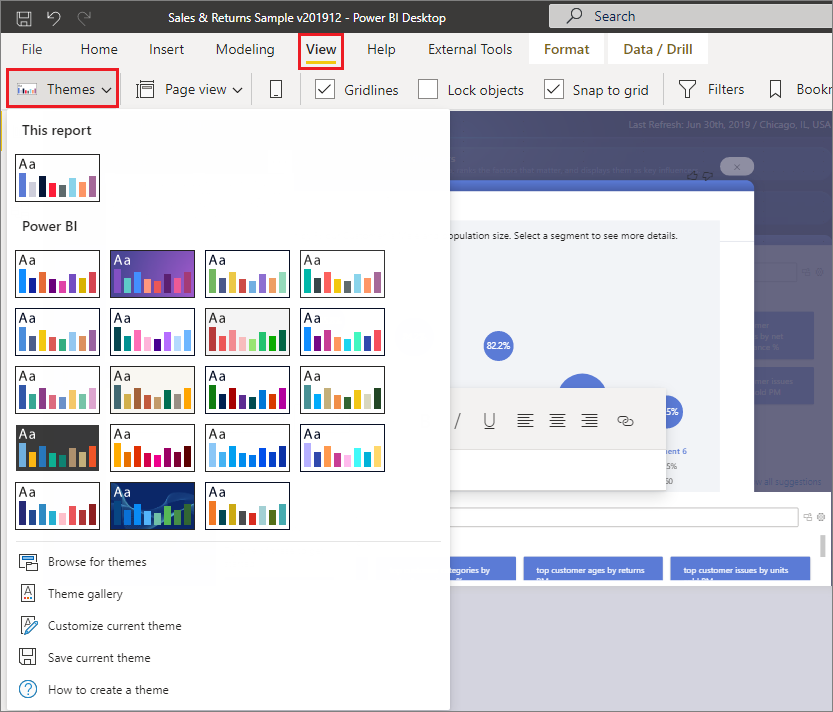 Sales & Returns Sample v201912 - Power BI Desktop
Search
File Home Insert Modeling View Help External Tools Format Data / Drill
Themes Page view Gridlines Lock objects Snap to grid Filters Bookr
This report
Last Refresh: Jun 30th, 2019 / Chicago, IL, USA
Aa
Power BI
opulation size. Select a segment to see more details.
Aa Aa Aa Aa
Aa Aa Aa Aa
82.2%
Aa Aa Aa Aa
5%
Aa Aa Aa Aa
ment 6
5%
50
all suggestions
Aa Aa Aa
Browse for themes
tegories by
top customer ages by returns
top customer issues by units
Theme gallery
Customize current theme
Save current theme
How to create a theme